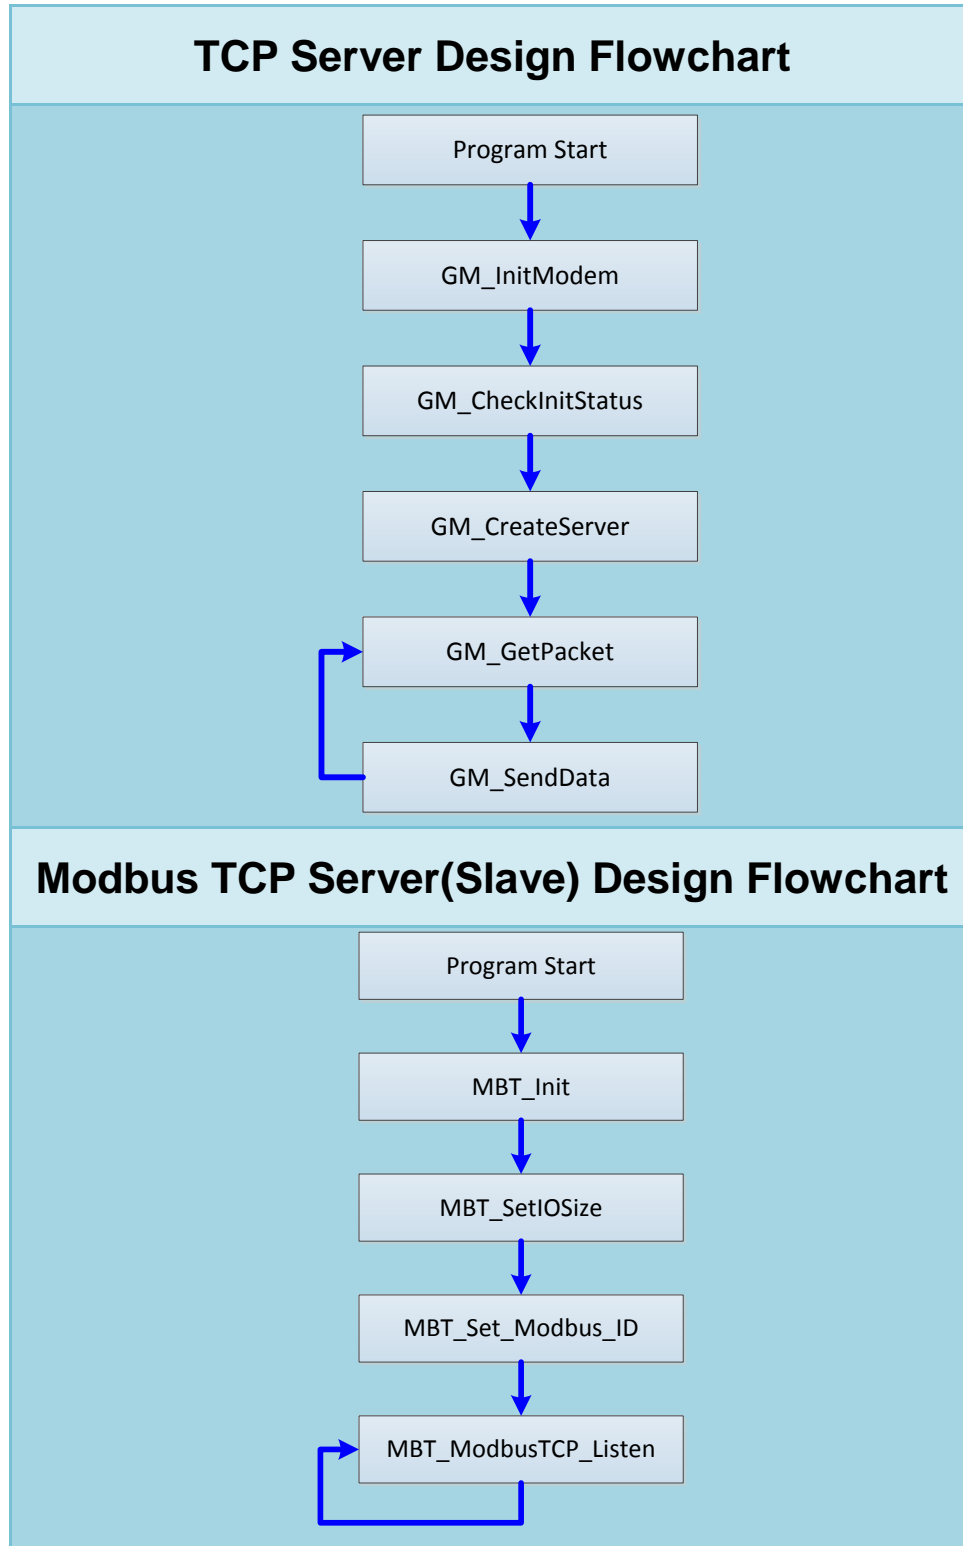 TCP Server Design Flowchart
Program Start
GM_InitModem
GM_CheckInitStatus
GM_CreateServer
GM_GetPacket
GM_SendData
Modbus TCP Server(Slave) Design Flowchart
Program Start
MBT_Init
MBT_SetIOSize
MBT_Set_Modbus_ID
MBT_ModbusTCP_Listen